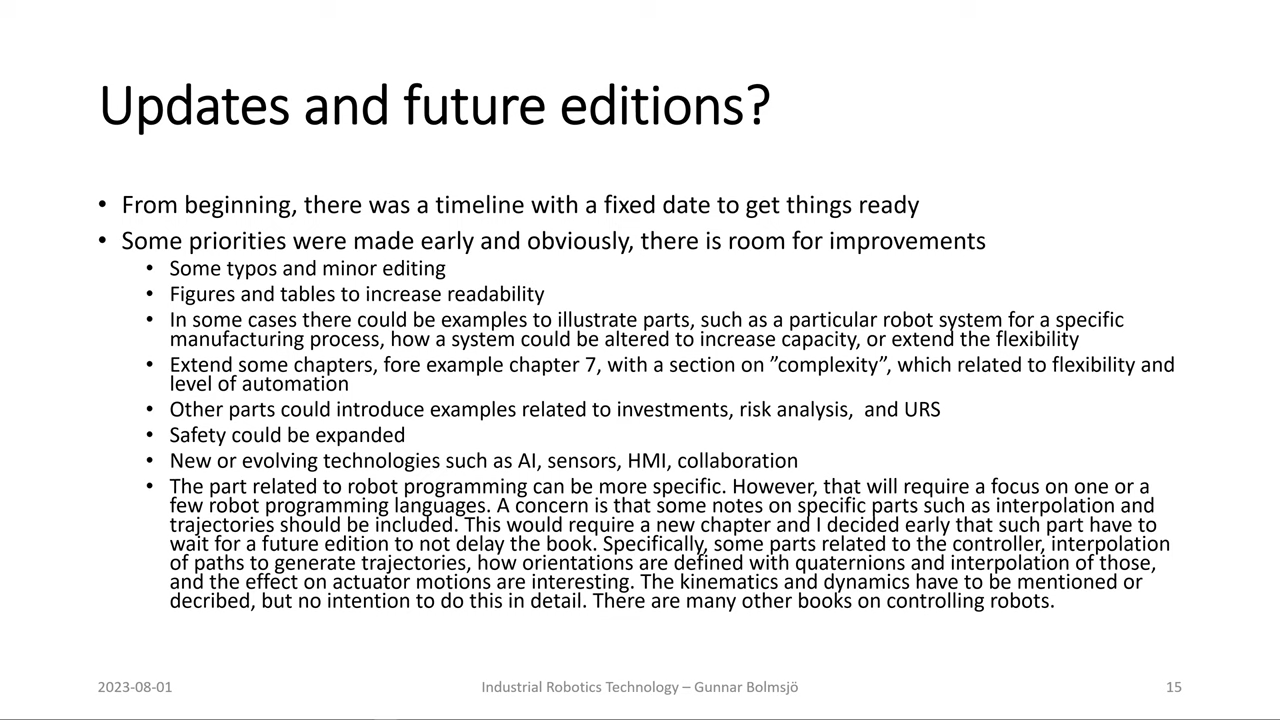 Updates and future editions?
• From beginning, there was a timeline with a fixed date to get things ready
• Some priorities were made early and obviously, there is room for improvements
• Some typos and minor editing
• Figures and tables to increase readability
• In some cases there could be examples to illustrate parts, such as a particular robot system for a specific
manufacturing process, how a system could be altered to increase capacity, or extend the flexibility
• Extend some chapters, fore example chapter 7, with a section on ”complexity”, which related to flexibility and
level of automation
• Other parts could introduce examples related to investments, risk analysis,  and URS
• Safety could be expanded
• New or evolving technologies such as AI, sensors, HMI, collaboration
• The part related to robot programming can be more specific. However, that will require a focus on one or a
few robot programming languages. A concern is that some notes on specific parts such as interpolation and
trajectories should be included. This would require a new chapter and I decided early that such part have to
wait for a future edition to not delay the book. Specifically, some parts related to the controller, interpolation
of paths to generate trajectories, how orientations are defined with quaternions and interpolation of those,
and the effect on actuator motions are interesting. The kinematics and dynamics have to be mentioned or
decribed, but no intention to do this in detail. There are many other books on controlling robots.
2023-08-01
Industrial Robotics Technology – Gunnar Bolmsjö
15